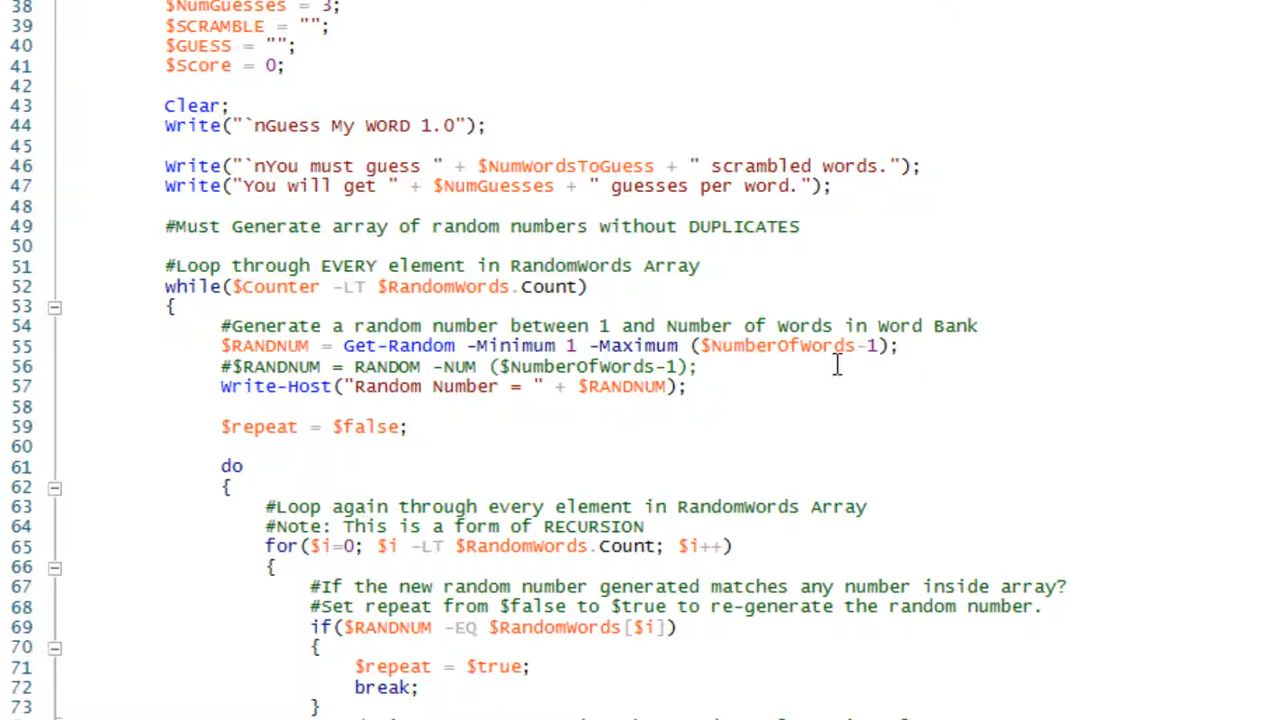 38 $NumGuesses = 3;
39 $SCRAMBLE = "";
40 $GUESS = "";
41 $Score = 0;
42
43 Clear;
44 Write("`nGuess My WORD 1.0");
45
46 Write("`nYou must guess " + $NumWordsToGuess + " scrambled words.");
47 Write("You will get " + $NumGuesses + " guesses per word.");
48
49 #Must Generate array of random numbers without DUPLICATES
50
51 #Loop through EVERY element in RandomWords Array
52 while($Counter -LT $RandomWords.Count)
53 {
54 #Generate a random number between 1 and Number of Words in Word Bank
55 $RANDNUM = Get-Random -Minimum 1 -Maximum ($NumberOfWords-1);
56 #$RANDNUM = RANDOM -NUM ($NumberOfWords-1);
57 Write-Host("Random Number = " + $RANDNUM);
58
59 $repeat = $false;
60
61 do
62 {
63 #Loop again through every element in RandomWords Array
64 #Note: This is a form of RECURSION
65 for($i=0; $i -LT $RandomWords.Count; $i++)
66 {
67 #If the new random number generated matches any number inside array?
68 #Set repeat from $false to $true to re-generate the random number.
69 if($RANDNUM -EQ $RandomWords[$i])
70 {
71 $repeat = $true;
72 break;
73 }